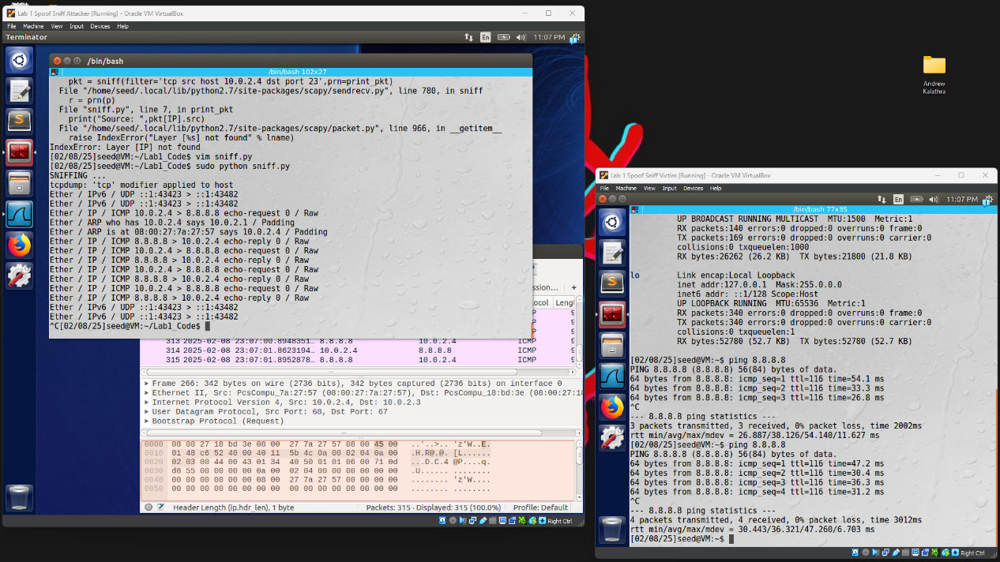 Lab 1 Spoof Sniff Attacker [Running] - Oracle VM VirtualBox
File Machine View Input Devices Help
Terminator
En
11:07 PM
/bin/bash
/bin/bash 102x27
pkt = sniff(filter='tcp src host 10.0.2.4 dst port 23',prn=print_pkt)
File "/home/seed/.local/lib/python2.7/site-packages/scapy/sendrecv.py", line 780, in sniff
r = prn(p)
File "sniff.py", line 7, in print_pkt
print("Source: ",pkt[IP].src)
File "/home/seed/.local/lib/python2.7/site-packages/scapy/packet.py", line 966, in __getitem__
raise IndexError("Layer [%s] not found" % lname)
IndexError: Layer [IP] not found
[02/08/25]seed@VM:~/Lab1_Code$ vim sniff.py
[02/08/25]seed@VM:~/Lab1_Code$ sudo python sniff.py
SNIFFING ...
tcpdump: 'tcp' modifier applied to host
Ether / IPv6 / UDP ::1:43423 > ::1:43482
Ether / IPv6 / UDP ::1:43423 > ::1:43482
Ether / IP / ICMP 10.0.2.4 > 8.8.8.8 echo-request 0 / Raw
Ether / ARP who has 10.0.2.4 says 10.0.2.1 / Padding
Ether / ARP is at 08:00:27:7a:27:57 says 10.0.2.4 / Padding
Ether / IP / ICMP 8.8.8.8 > 10.0.2.4 echo-reply 0 / Raw
Ether / IP / ICMP 10.0.2.4 > 8.8.8.8 echo-request 0 / Raw
Ether / IP / ICMP 8.8.8.8 > 10.0.2.4 echo-reply 0 / Raw
Ether / IP / ICMP 10.0.2.4 > 8.8.8.8 echo-request 0 / Raw
Ether / IP / ICMP 8.8.8.8 > 10.0.2.4 echo-reply 0 / Raw
Ether / IP / ICMP 10.0.2.4 > 8.8.8.8 echo-request 0 / Raw
Ether / IP / ICMP 8.8.8.8 > 10.0.2.4 echo-reply 0 / Raw
Ether / IPv6 / UDP ::1:43423 > ::1:43482
Ether / IPv6 / UDP ::1:43423 > ::1:43482
^C[02/08/25]seed@VM:~/Lab1_Code$
ssion… +
ocol Lengl
313 2025-02-08 23:07:00.8948351… 8.8.8.8 10.0.2.4 ICMP 9
314 2025-02-08 23:07:01.8623194… 10.0.2.4 8.8.8.8 ICMP 9
315 2025-02-08 23:07:01.8952878… 8.8.8.8 10.0.2.4 ICMP 9
Frame 266: 342 bytes on wire (2736 bits), 342 bytes captured (2736 bits) on interface 0
Ethernet II, Src: PcsCompu_7a:27:57 (08:00:27:7a:27:57), Dst: PcsCompu_18:bd:3e (08:00:27:18
Internet Protocol Version 4, Src: 10.0.2.4, Dst: 10.0.2.3
User Datagram Protocol, Src Port: 68, Dst Port: 67
Bootstrap Protocol (Request)
0000 08 00 27 18 bd 3e 08 00 27 7a 27 57 08 00 45 00 ..'..>.. 'z'W..E.
0010 01 48 c6 52 40 00 40 11 5b 4c 0a 00 02 04 0a 00 .H.R@.@. [L......
0020 02 03 00 44 00 43 01 34 40 50 01 01 06 00 71 0d ...D.C.4 @P....q.
0030 d8 55 00 00 00 00 0a 00 02 04 00 00 00 00 00 00 .U...... ........
0040 00 00 00 00 00 00 08 00 27 7a 27 57 00 00 00 00 ........ 'z'W....
0050 00 00 00 00 00 00 00 00 00 00 00 00 00 00 00 00 ........ ........
Header Length (ip.hdr_len), 1 byte Packets: 315 · Displayed: 315 (100.0%) Profile: Default
Right Ctrl
Andrew
Kalathra
Lab 1 Spoof Sniff Victim [Running] - Oracle VM VirtualBox
File Machine View Input Devices Help
En
11:07 PM
/bin/bash 77x35
UP BROADCAST RUNNING MULTICAST MTU:1500 Metric:1
RX packets:140 errors:0 dropped:0 overruns:0 frame:0
TX packets:169 errors:0 dropped:0 overruns:0 carrier:0
collisions:0 txqueuelen:1000
RX bytes:26262 (26.2 KB) TX bytes:21800 (21.8 KB)
lo Link encap:Local Loopback
inet addr:127.0.0.1 Mask:255.0.0.0
inet6 addr: ::1/128 Scope:Host
UP LOOPBACK RUNNING MTU:65536 Metric:1
RX packets:340 errors:0 dropped:0 overruns:0 frame:0
TX packets:340 errors:0 dropped:0 overruns:0 carrier:0
collisions:0 txqueuelen:1
RX bytes:52780 (52.7 KB) TX bytes:52780 (52.7 KB)
[02/08/25]seed@VM:~$ ping 8.8.8.8
PING 8.8.8.8 (8.8.8.8) 56(84) bytes of data.
64 bytes from 8.8.8.8: icmp_seq=1 ttl=116 time=54.1 ms
64 bytes from 8.8.8.8: icmp_seq=2 ttl=116 time=33.3 ms
64 bytes from 8.8.8.8: icmp_seq=3 ttl=116 time=26.8 ms
^C
--- 8.8.8.8 ping statistics ---
3 packets transmitted, 3 received, 0% packet loss, time 2002ms
rtt min/avg/max/mdev = 26.887/38.126/54.140/11.627 ms
[02/08/25]seed@VM:~$ ping 8.8.8.8
PING 8.8.8.8 (8.8.8.8) 56(84) bytes of data.
64 bytes from 8.8.8.8: icmp_seq=1 ttl=116 time=47.2 ms
64 bytes from 8.8.8.8: icmp_seq=2 ttl=116 time=30.4 ms
64 bytes from 8.8.8.8: icmp_seq=3 ttl=116 time=36.3 ms
64 bytes from 8.8.8.8: icmp_seq=4 ttl=116 time=31.2 ms
^C
--- 8.8.8.8 ping statistics ---
4 packets transmitted, 4 received, 0% packet loss, time 3012ms
rtt min/avg/max/mdev = 30.443/36.321/47.260/6.703 ms
[02/08/25]seed@VM:~$
Right Ctrl